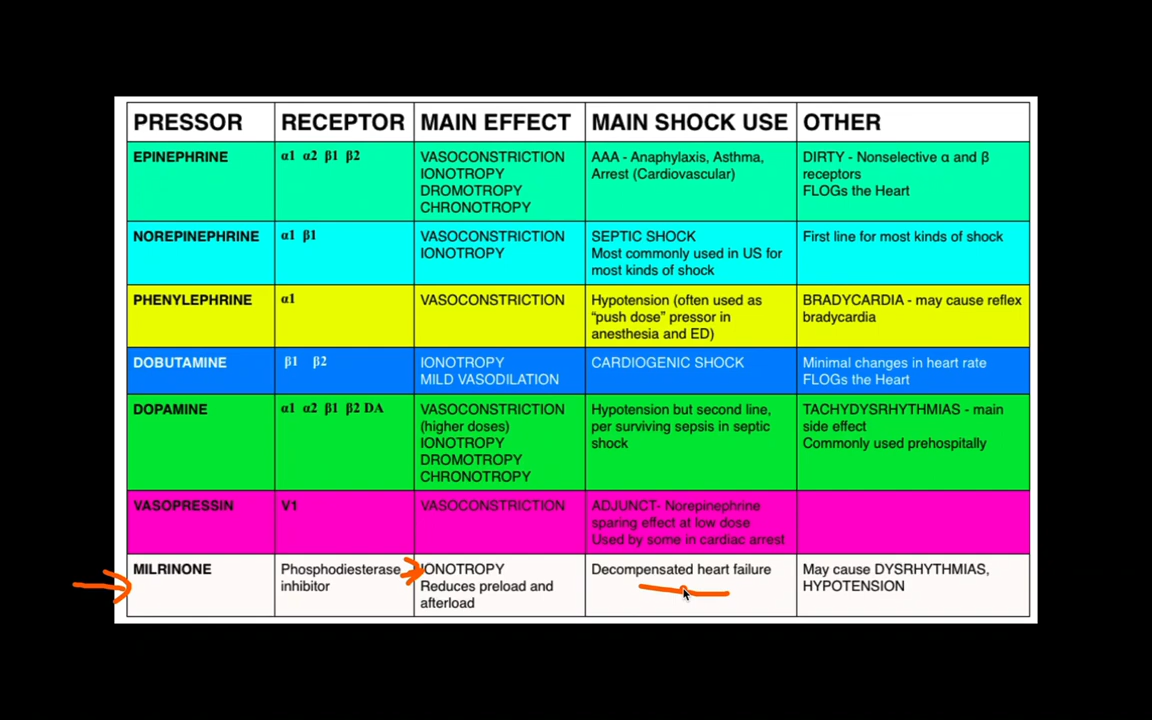 PRESSOR RECEPTOR MAIN EFFECT MAIN SHOCK USE OTHER
EPINEPHRINE
α1 α2 β1 β2
VASOCONSTRICTION
IONOTROPY
DROMOTROPY
CHRONOTROPY
AAA - Anaphylaxis, Asthma,
Arrest (Cardiovascular)
DIRTY - Nonselective α and β
receptors
FLOGs the Heart
NOREPINEPHRINE
α1 β1
VASOCONSTRICTION
IONOTROPY
SEPTIC SHOCK
Most commonly used in US for
most kinds of shock
First line for most kinds of shock
PHENYLEPHRINE
α1
VASOCONSTRICTION
Hypotension (often used as
“push dose” pressor in
anesthesia and ED)
BRADYCARDIA - may cause reflex
bradycardia
DOBUTAMINE
β1 β2
IONOTROPY
MILD VASODILATION
CARDIOGENIC SHOCK
Minimal changes in heart rate
FLOGs the Heart
DOPAMINE
α1 α2 β1 β2 DA
VASOCONSTRICTION
(higher doses)
IONOTROPY
DROMOTROPY
CHRONOTROPY
Hypotension but second line,
per surviving sepsis in septic
shock
TACHYDYSRHYTHMIAS - main
side effect
Commonly used prehospitally
VASOPRESSIN
V1
VASOCONSTRICTION
ADJUNCT- Norepinephrine
sparing effect at low dose
Used by some in cardiac arrest
MILRINONE
Phosphodiesterase
inhibitor
IONOTROPY
Reduces preload and
afterload
Decompensated heart failure
May cause DYSRHYTHMIAS,
HYPOTENSION